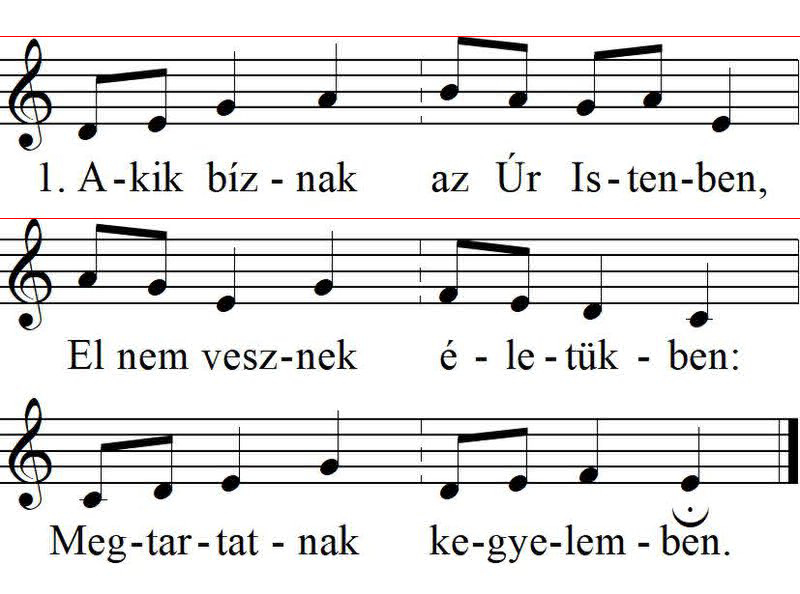 1. A-kik bíz - nak az Úr Is-ten-ben,
El nem vesz-nek é - le-tük - ben:
Meg-tar-tat - nak ke-gye-lem - ben.